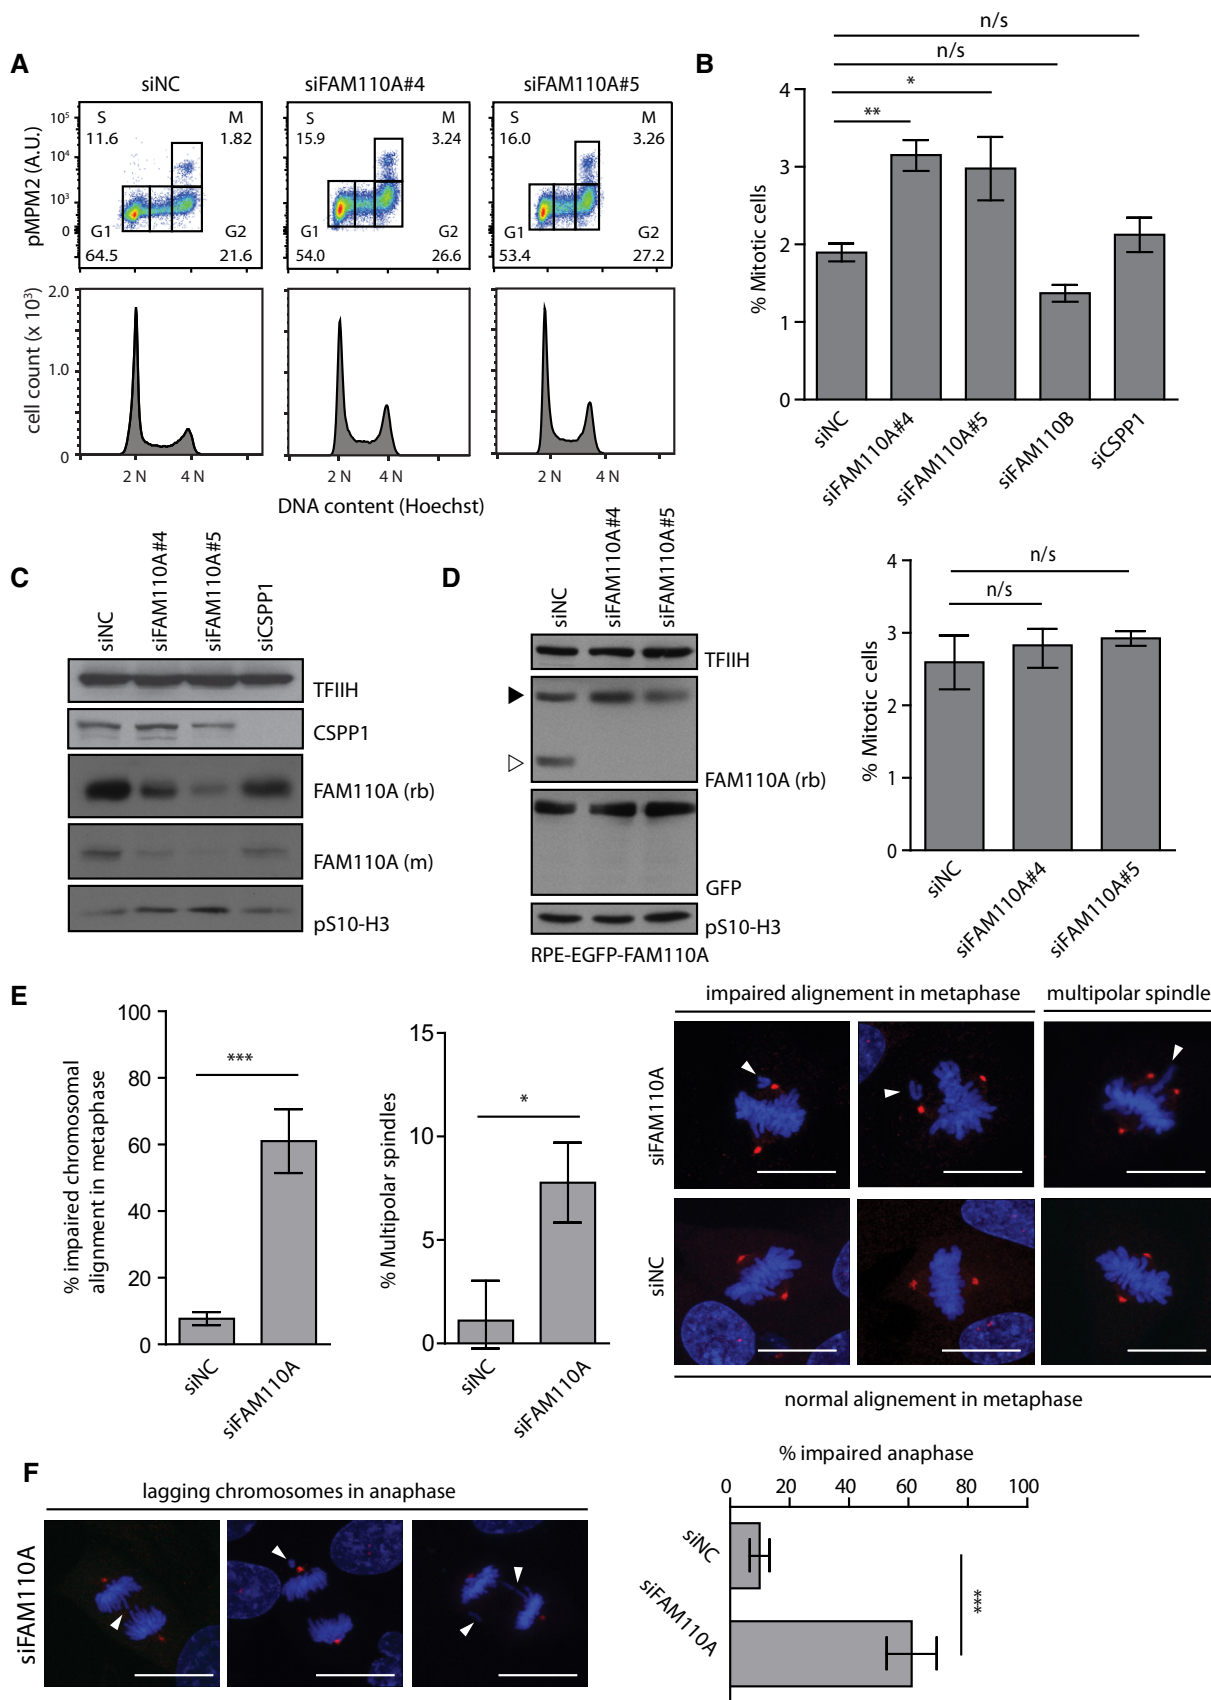 A
siNC
siFAM110A#4
siFAM110A#5
pMPM2 (A.U.)
10⁵
10⁴
10³
0
S
11.6
M
1.82
G1
64.5
G2
21.6
S
15.9
M
3.24
G1
54.0
G2
26.6
S
16.0
M
3.26
G1
53.4
G2
27.2
cell count (x 10³)
2.0
1.0
0
2 N
4 N
2 N
4 N
2 N
4 N
DNA content (Hoechst)
B
n/s
n/s
*
**
% Mitotic cells
4
3
2
1
0
siNC
siFAM110A#4
siFAM110A#5
siFAM110B
siCSPP1
C
siNC
siFAM110A#4
siFAM110A#5
siCSPP1
TFIIH
CSPP1
FAM110A (rb)
FAM110A (m)
pS10-H3
D
siNC
siFAM110A#4
siFAM110A#5
TFIIH
FAM110A (rb)
GFP
pS10-H3
RPE-EGFP-FAM110A
n/s
n/s
% Mitotic cells
4
3
2
1
0
siNC
siFAM110A#4
siFAM110A#5
E
% impaired chromosomal
alignment in metaphase
100
80
60
40
20
0
***
siNC
siFAM110A
% Multipolar spindles
15
10
5
0
*
siNC
siFAM110A
impaired alignement in metaphase
multipolar spindle
siFAM110A
siNC
normal alignement in metaphase
F
lagging chromosomes in anaphase
siFAM110A
% impaired anaphase
0
20
40
60
80
100
siNC
siFAM110A
***